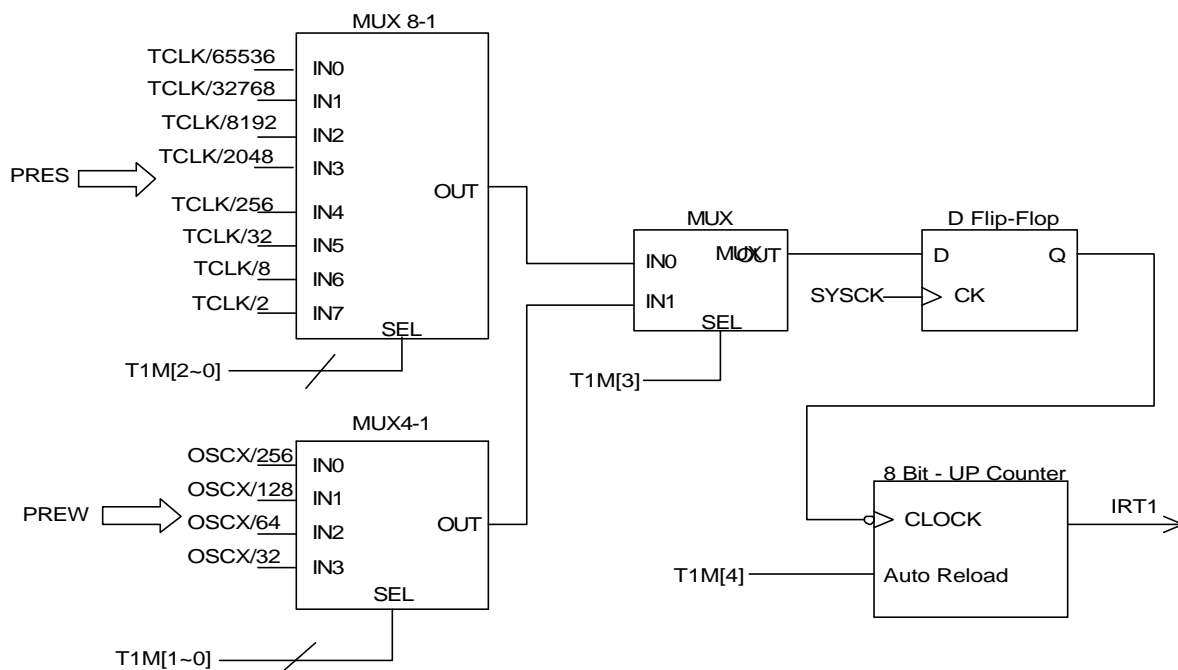 MUX 8-1
TCLK/65536
IN0
TCLK/32768
IN1
TCLK/8192
IN2
TCLK/2048
IN3
PRES
OUT
TCLK/256
IN4
TCLK/32
IN5
TCLK/8
IN6
TCLK/2
IN7
SEL
T1M[2~0]
MUX
IN0
MUX
OUT
IN1
SEL
T1M[3]
D Flip-Flop
D
Q
SYSCK
CK
MUX4-1
OSCX/256
IN0
OSCX/128
IN1
PREW
OSCX/64
IN2
OUT
OSCX/32
IN3
SEL
T1M[1~0]
8 Bit - UP Counter
CLOCK
IRT1
T1M[4]
Auto Reload